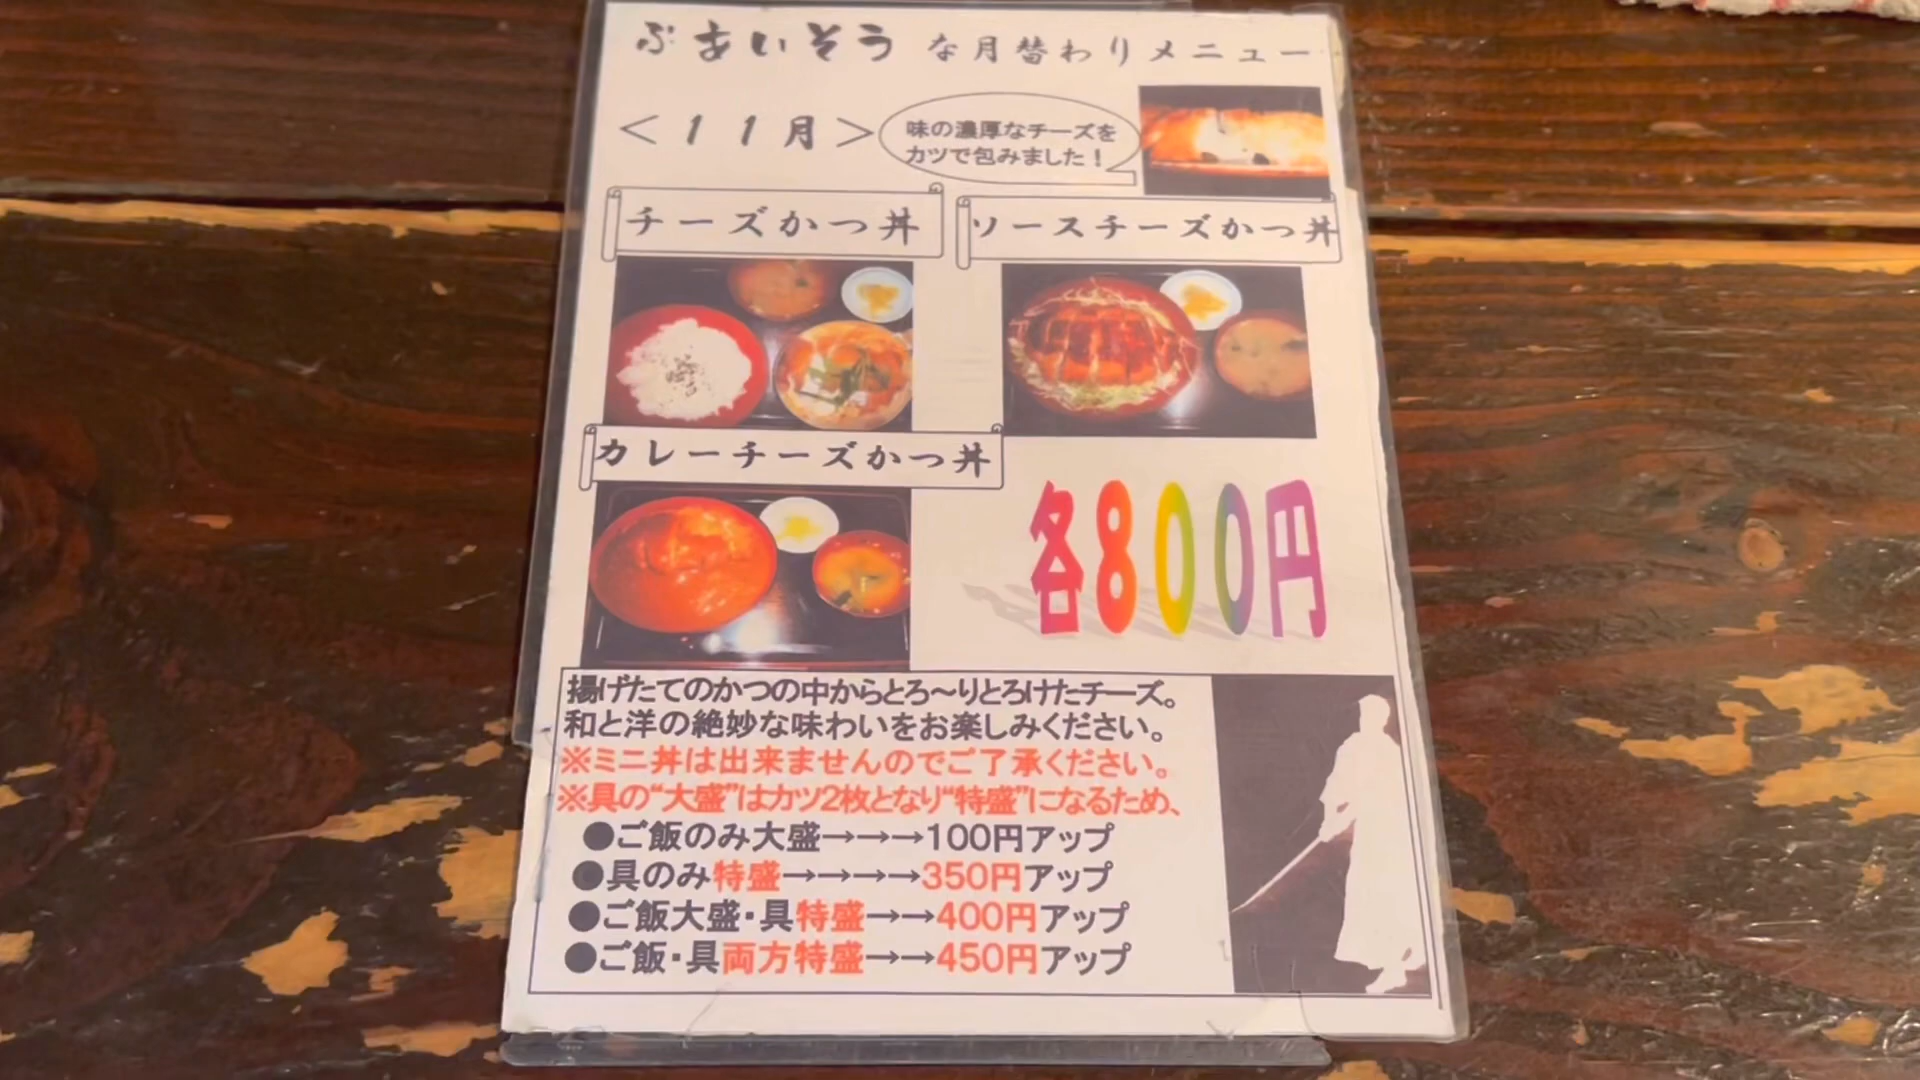 ぶあいそう な月替わりメニュー
＜１１月＞
味の濃厚なチーズを
カツで包みました！
チーズかつ丼
ソースチーズかつ丼
カレーチーズかつ丼
各800円
揚げたてのかつの中からとろ～りとろけたチーズ。
和と洋の絶妙な味わいをお楽しみください。
※ミニ丼は出来ませんのでご了承ください。
※具の“大盛”はカツ2枚となり“特盛”になるため、
●ご飯のみ大盛→→→100円アップ
●具のみ特盛→→→→350円アップ
●ご飯大盛・具特盛→→400円アップ
●ご飯・具両方特盛→→450円アップ